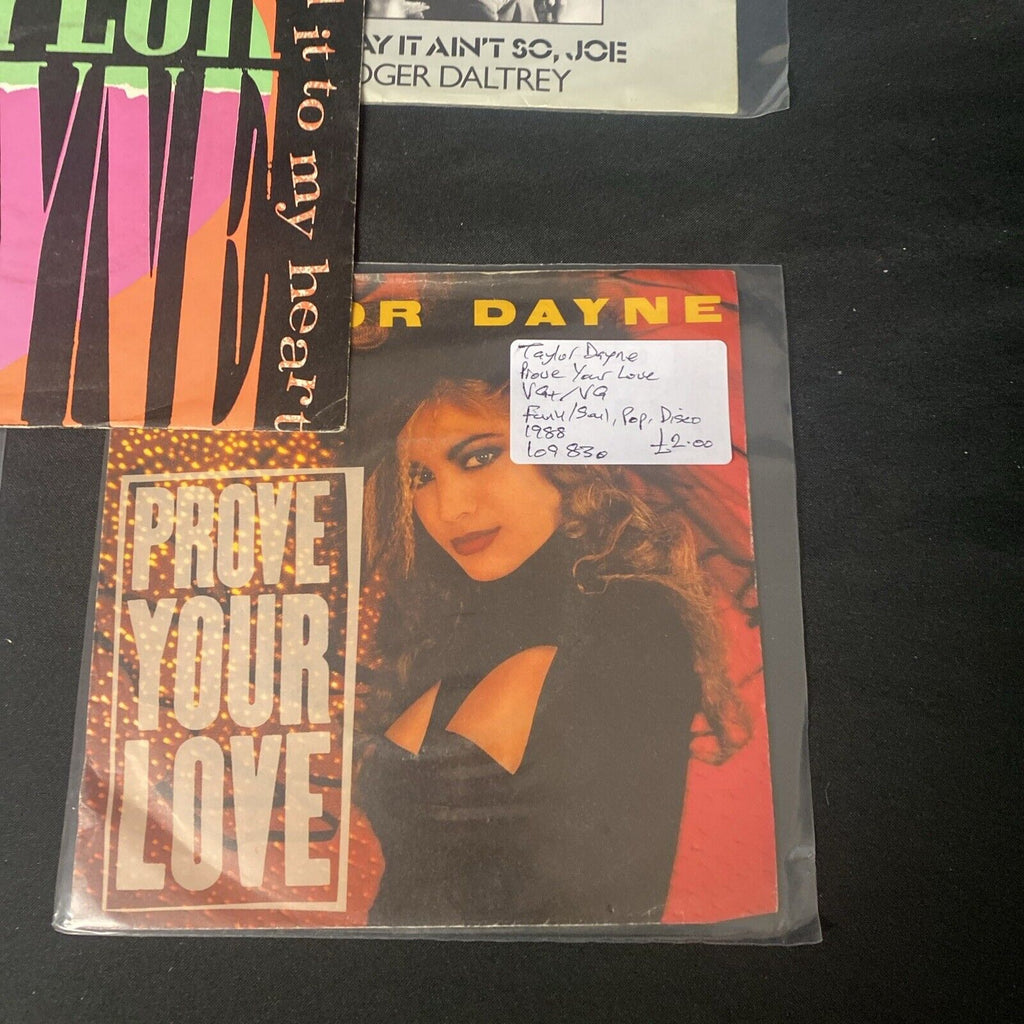 YLOR
YNE
l it to my heart
AY IT AIN'T SO, JOE
OGER DALTREY
OR DAYNE
Taylor Dayne
Prove Your Love
VG+/VG
Funk/Soul, Pop, Disco
1988
£2.00
109 830
PROVE
YOUR
LOVE